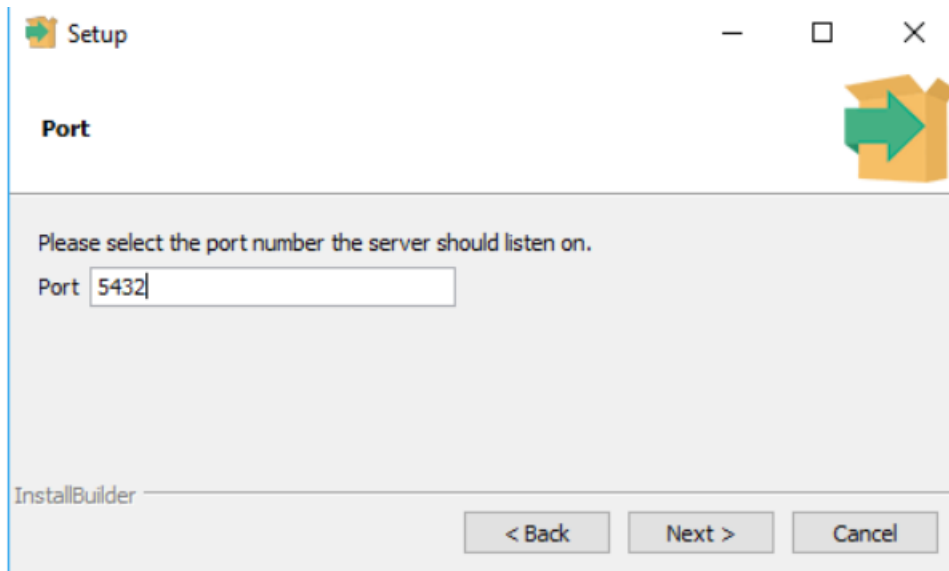 Setup
Port
Please select the port number the server should listen on.
Port 5432
InstallBuilder
< Back Next > Cancel